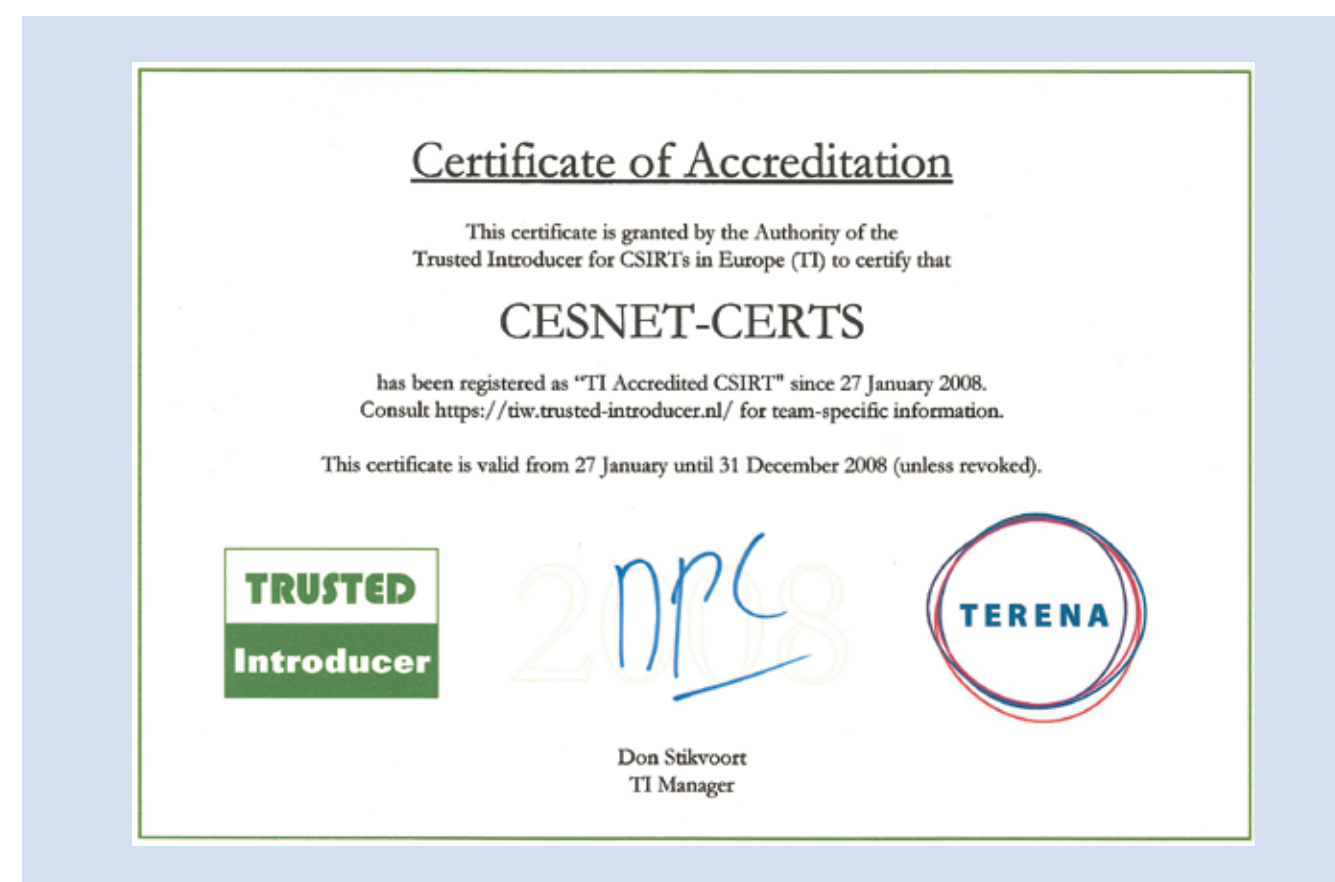 Certificate of Accreditation
This certificate is granted by the Authority of the
Trusted Introducer for CSIRTs in Europe (TI) to certify that
CESNET-CERTS
has been registered as “TI Accredited CSIRT" since 27 January 2008.
Consult https://tiw.trusted-introducer.nl/ for team-specific information.
This certificate is valid from 27 January until 31 December 2008 (unless revoked).
TRUSTED
Introducer
2008
TERENA
Don Stikvoort
TI Manager